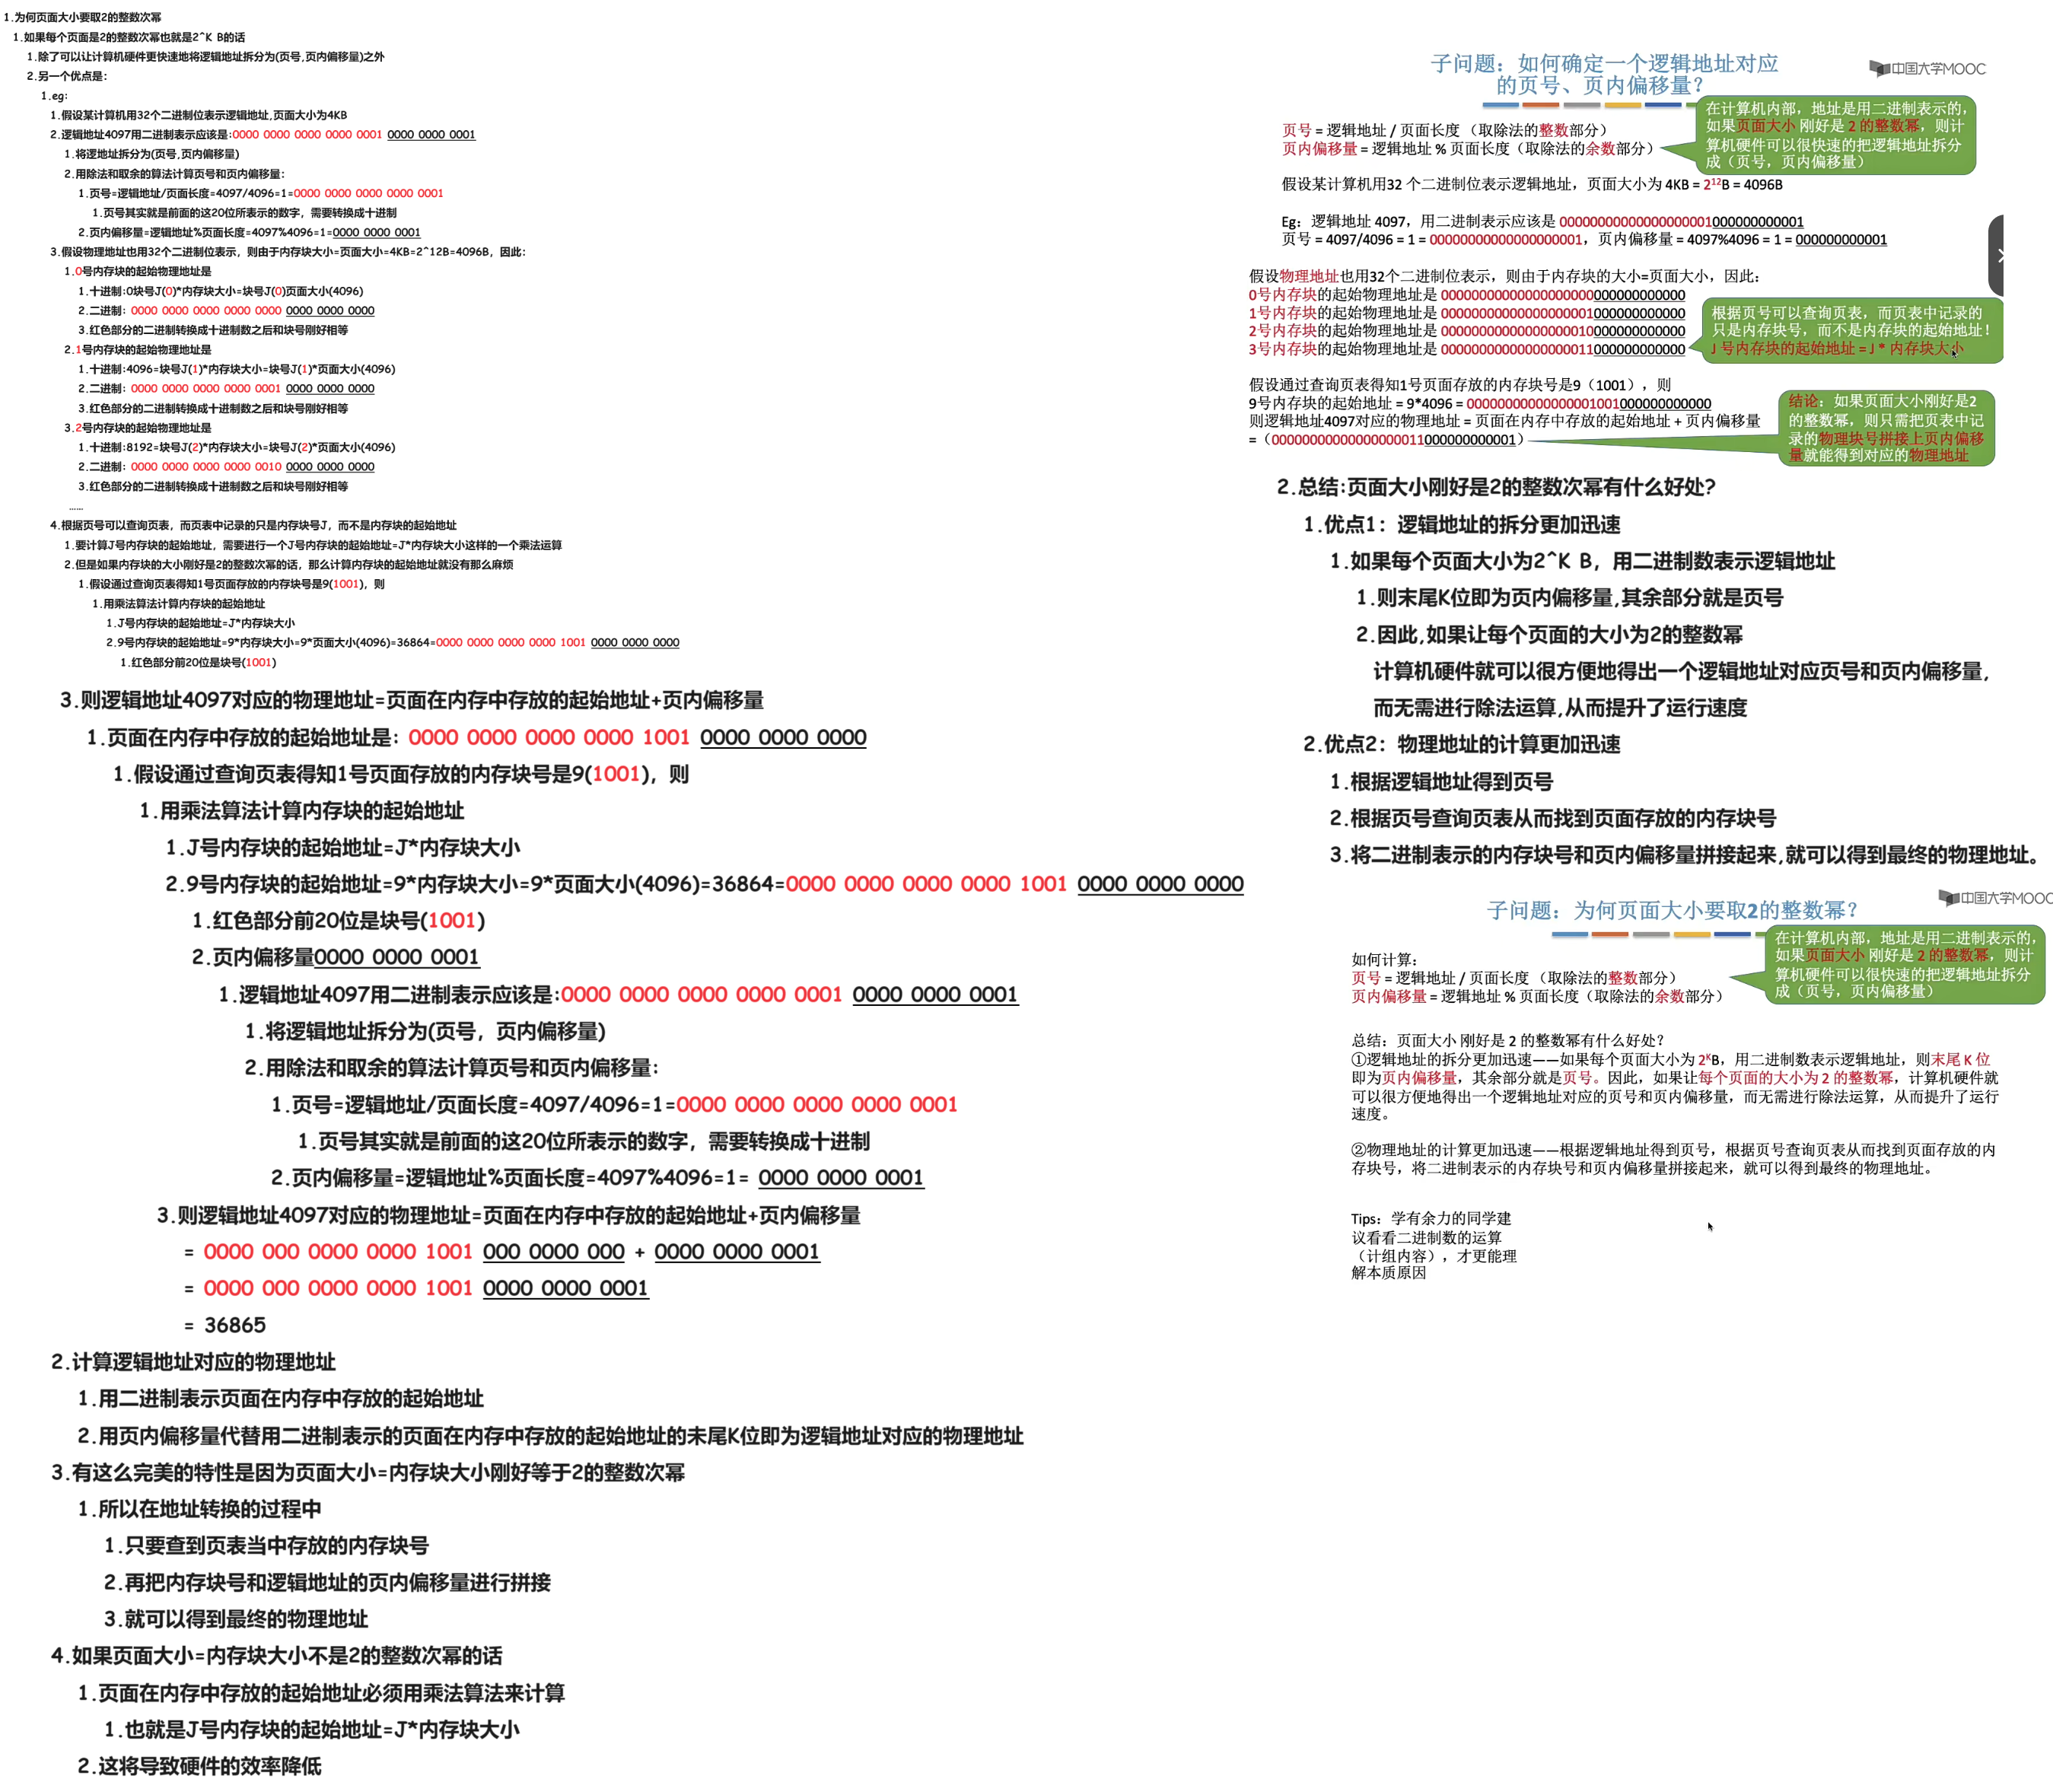 1.为何页面大小要取2的整数次幂
1.如果每个页面是2的整数次幂也就是2^K B的话
1.除了可以让计算机硬件更快速地将逻辑地址拆分为(页号,页内偏移量)之外
2.另一个优点是:
1.eg:
1.假设某计算机用32个二进制位表示逻辑地址,页面大小为4KB
2.逻辑地址4097用二进制表示应该是:0000 0000 0000 0000 0001 0000 0000 0001
1.将逻地址拆分为(页号,页内偏移量)
2.用除法和取余的算法计算页号和页内偏移量:
1.页号=逻辑地址/页面长度=4097/4096=1=0000 0000 0000 0000 0001
1.页号其实就是前面的这20位所表示的数字，需要转换成十进制
2.页内偏移量=逻辑地址%页面长度=4097%4096=1=0000 0000 0001
3.假设物理地址也用32个二进制位表示，则由于内存块大小=页面大小=4KB=2^12B=4096B，因此:
1.0号内存块的起始物理地址是
1.十进制:0块号J(0)*内存块大小=块号J(0)页面大小(4096)
2.二进制: 0000 0000 0000 0000 0000 0000 0000 0000
3.红色部分的二进制转换成十进制数之后和块号刚好相等
2.1号内存块的起始物理地址是
1.十进制:4096=块号J(1)*内存块大小=块号J(1)*页面大小(4096)
2.二进制: 0000 0000 0000 0000 0001 0000 0000 0000
3.红色部分的二进制转换成十进制数之后和块号刚好相等
3.2号内存块的起始物理地址是
1.十进制:8192=块号J(2)*内存块大小=块号J(2)*页面大小(4096)
2.二进制: 0000 0000 0000 0000 0010 0000 0000 0000
3.红色部分的二进制转换成十进制数之后和块号刚好相等
......
4.根据页号可以查询页表，而页表中记录的只是内存块号J，而不是内存块的起始地址
1.要计算J号内存块的起始地址，需要进行一个J号内存块的起始地址=J*内存块大小这样的一个乘法运算
2.但是如果内存块的大小刚好是2的整数次幂的话，那么计算内存块的起始地址就没有那么麻烦
1.假设通过查询页表得知1号页面存放的内存块号是9(1001)，则
1.用乘法算法计算内存块的起始地址
1.J号内存块的起始地址=J*内存块大小
2.9号内存块的起始地址=9*内存块大小=9*页面大小(4096)=36864=0000 0000 0000 0000 1001 0000 0000 0000
1.红色部分前20位是块号(1001)
3.则逻辑地址4097对应的物理地址=页面在内存中存放的起始地址+页内偏移量
1.页面在内存中存放的起始地址是: 0000 0000 0000 0000 1001 0000 0000 0000
1.假设通过查询页表得知1号页面存放的内存块号是9(1001)，则
1.用乘法算法计算内存块的起始地址
1.J号内存块的起始地址=J*内存块大小
2.9号内存块的起始地址=9*内存块大小=9*页面大小(4096)=36864=0000 0000 0000 0000 1001 0000 0000 0000
1.红色部分前20位是块号(1001)
2.页内偏移量0000 0000 0001
1.逻辑地址4097用二进制表示应该是:0000 0000 0000 0000 0001 0000 0000 0001
1.将逻辑地址拆分为(页号，页内偏移量)
2.用除法和取余的算法计算页号和页内偏移量:
1.页号=逻辑地址/页面长度=4097/4096=1=0000 0000 0000 0000 0001
1.页号其实就是前面的这20位所表示的数字，需要转换成十进制
2.页内偏移量=逻辑地址%页面长度=4097%4096=1= 0000 0000 0001
3.则逻辑地址4097对应的物理地址=页面在内存中存放的起始地址+页内偏移量
= 0000 000 0000 0000 1001 000 0000 000 + 0000 0000 0001
= 0000 000 0000 0000 1001 0000 0000 0001
= 36865
2.计算逻辑地址对应的物理地址
1.用二进制表示页面在内存中存放的起始地址
2.用页内偏移量代替用二进制表示的页面在内存中存放的起始地址的未尾K位即为逻辑地址对应的物理地址
3.有这么完美的特性是因为页面大小=内存块大小刚好等于2的整数次幂
1.所以在地址转换的过程中
1.只要查到页表当中存放的内存块号
2.再把内存块号和逻辑地址的页内偏移量进行拼接
3.就可以得到最终的物理地址
4.如果页面大小=内存块大小不是2的整数次幂的话
1.页面在内存中存放的起始地址必须用乘法算法来计算
1.也就是J号内存块的起始地址=J*内存块大小
2.这将导致硬件的效率降低
子问题：如何确定一个逻辑地址对应
的页号、页内偏移量？
中国大学MOOC
在计算机内部，地址是用二进制表示的，
如果页面大小 刚好是 2 的整数幂，则计
算机硬件可以很快速的把逻辑地址拆分
成（页号，页内偏移量）
页号 = 逻辑地址 / 页面长度 （取除法的整数部分）
页内偏移量 = 逻辑地址 % 页面长度（取除法的余数部分）
假设某计算机用32 个二进制位表示逻辑地址，页面大小为 4KB = 2¹²B = 4096B
Eg：逻辑地址 4097，用二进制表示应该是 00000000000000000001000000000001
页号 = 4097/4096 = 1 = 00000000000000000001，页内偏移量 = 4097%4096 = 1 = 000000000001
假设物理地址也用32个二进制位表示，则由于内存块的大小=页面大小，因此：
0号内存块的起始物理地址是 00000000000000000000000000000000
1号内存块的起始物理地址是 00000000000000000001000000000000
2号内存块的起始物理地址是 00000000000000000010000000000000
3号内存块的起始物理地址是 00000000000000000011000000000000
根据页号可以查询页表，而页表中记录的
只是内存块号，而不是内存块的起始地址！
J 号内存块的起始地址 = J * 内存块大小
假设通过查询页表得知1号页面存放的内存块号是9（1001），则
9号内存块的起始地址 = 9*4096 = 00000000000000001001000000000000
则逻辑地址4097对应的物理地址 = 页面在内存中存放的起始地址 + 页内偏移量
=（00000000000000000011000000000001）
结论：如果页面大小刚好是2
的整数幂，则只需把页表中记
录的物理块号拼接上页内偏移
量就能得到对应的物理地址
2.总结:页面大小刚好是2的整数次幂有什么好处?
1.优点1：逻辑地址的拆分更加迅速
1.如果每个页面大小为2^K B，用二进制数表示逻辑地址
1.则末尾K位即为页内偏移量,其余部分就是页号
2.因此,如果让每个页面的大小为2的整数幂
计算机硬件就可以很方便地得出一个逻辑地址对应页号和页内偏移量,
而无需进行除法运算,从而提升了运行速度
2.优点2：物理地址的计算更加迅速
1.根据逻辑地址得到页号
2.根据页号查询页表从而找到页面存放的内存块号
3.将二进制表示的内存块号和页内偏移量拼接起来,就可以得到最终的物理地址。
中国大学MOOC
子问题：为何页面大小要取2的整数幂？
在计算机内部，地址是用二进制表示的，
如果页面大小 刚好是 2 的整数幂，则计
算机硬件可以很快速的把逻辑地址拆分
成（页号，页内偏移量）
如何计算：
页号 = 逻辑地址 / 页面长度 （取除法的整数部分）
页内偏移量 = 逻辑地址 % 页面长度（取除法的余数部分）
总结：页面大小 刚好是 2 的整数幂有什么好处？
①逻辑地址的拆分更加迅速——如果每个页面大小为 2ᴷB，用二进制数表示逻辑地址，则末尾 K 位
即为页内偏移量，其余部分就是页号。因此，如果让每个页面的大小为 2 的整数幂，计算机硬件就
可以很方便地得出一个逻辑地址对应的页号和页内偏移量，而无需进行除法运算，从而提升了运行
速度。
②物理地址的计算更加迅速——根据逻辑地址得到页号，根据页号查询页表从而找到页面存放的内
存块号，将二进制表示的内存块号和页内偏移量拼接起来，就可以得到最终的物理地址。
Tips：学有余力的同学建
议看看二进制数的运算
（计组内容），才更能理
解本质原因